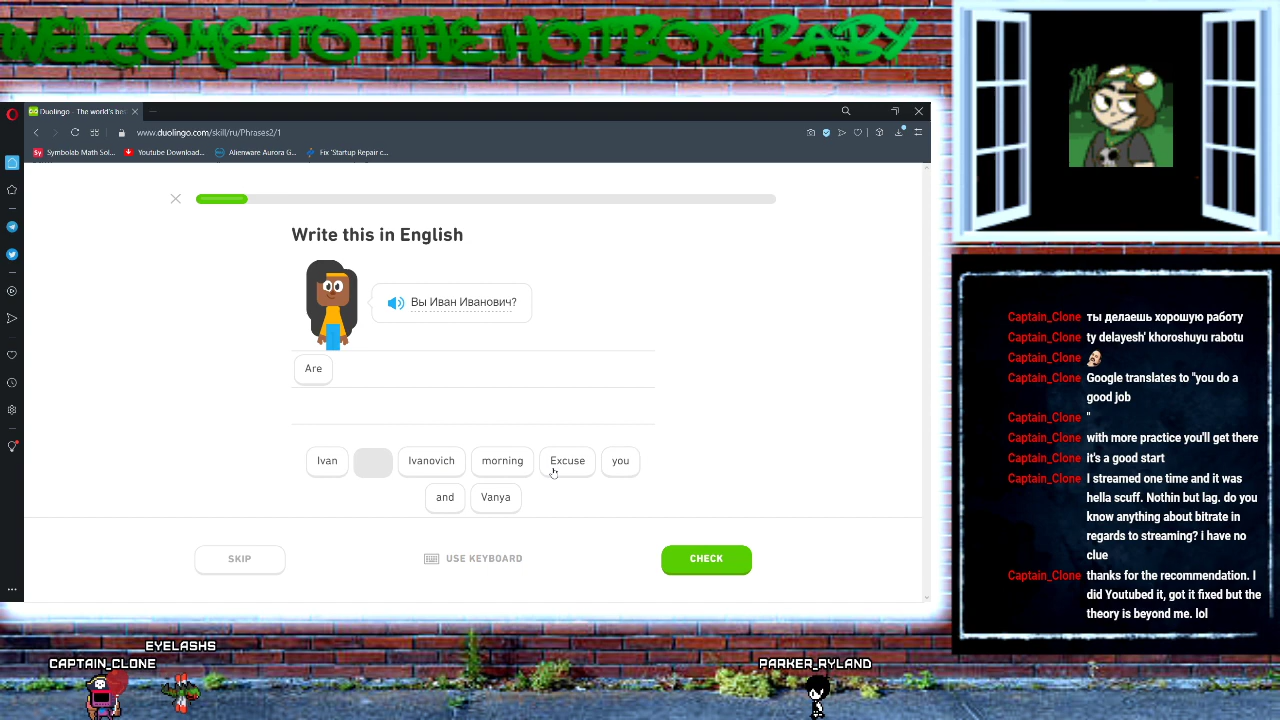 WELCOME TO THE HOTBOX BABY
Duolingo - The world's bes
www.duolingo.com/skill/ru/Phrases2/1
Sy Symbolab Math Sol...
Youtube Download...
Alienware Aurora G...
Fix 'Startup Repair c...
Write this in English
Вы Иван Иванович?
Are
Ivan
Ivanovich
morning
Excuse
you
and
Vanya
SKIP
USE KEYBOARD
CHECK
Captain_Clone ты делаешь хорошую работу
Captain_Clone ty delayesh' khoroshuyu rabotu
Captain_Clone
Captain_Clone Google translates to "you do a
good job
Captain_Clone "
Captain_Clone with more practice you'll get there
Captain_Clone it's a good start
Captain_Clone I streamed one time and it was
hella scuff. Nothin but lag. do you
know anything about bitrate in
regards to streaming? i have no
clue
Captain_Clone thanks for the recommendation. I
did Youtubed it, got it fixed but the
theory is beyond me. lol
EYELASHS
CAPTAIN_CLONE
PARKER_RYLAND